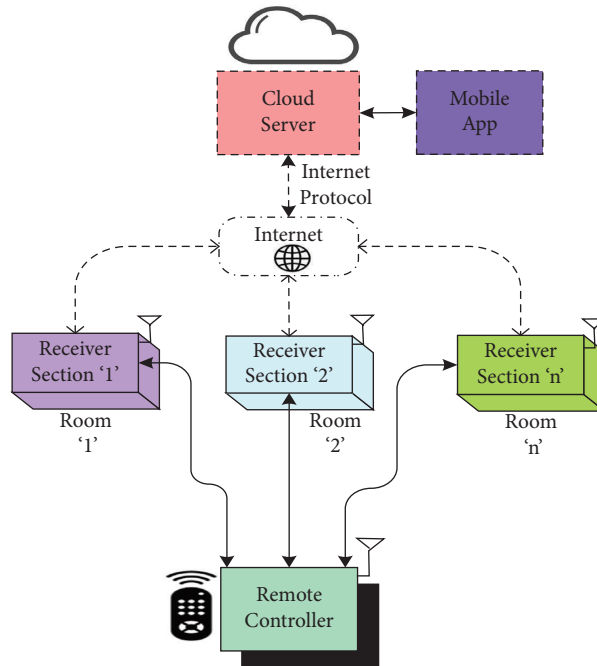 Cloud
Server
Mobile
App
Internet
Protocol
Internet
Receiver
Section ‘1’
Room
‘1’
Receiver
Section ‘2’
Room
‘2’
Receiver
Section ‘n’
Room
‘n’
Remote
Controller